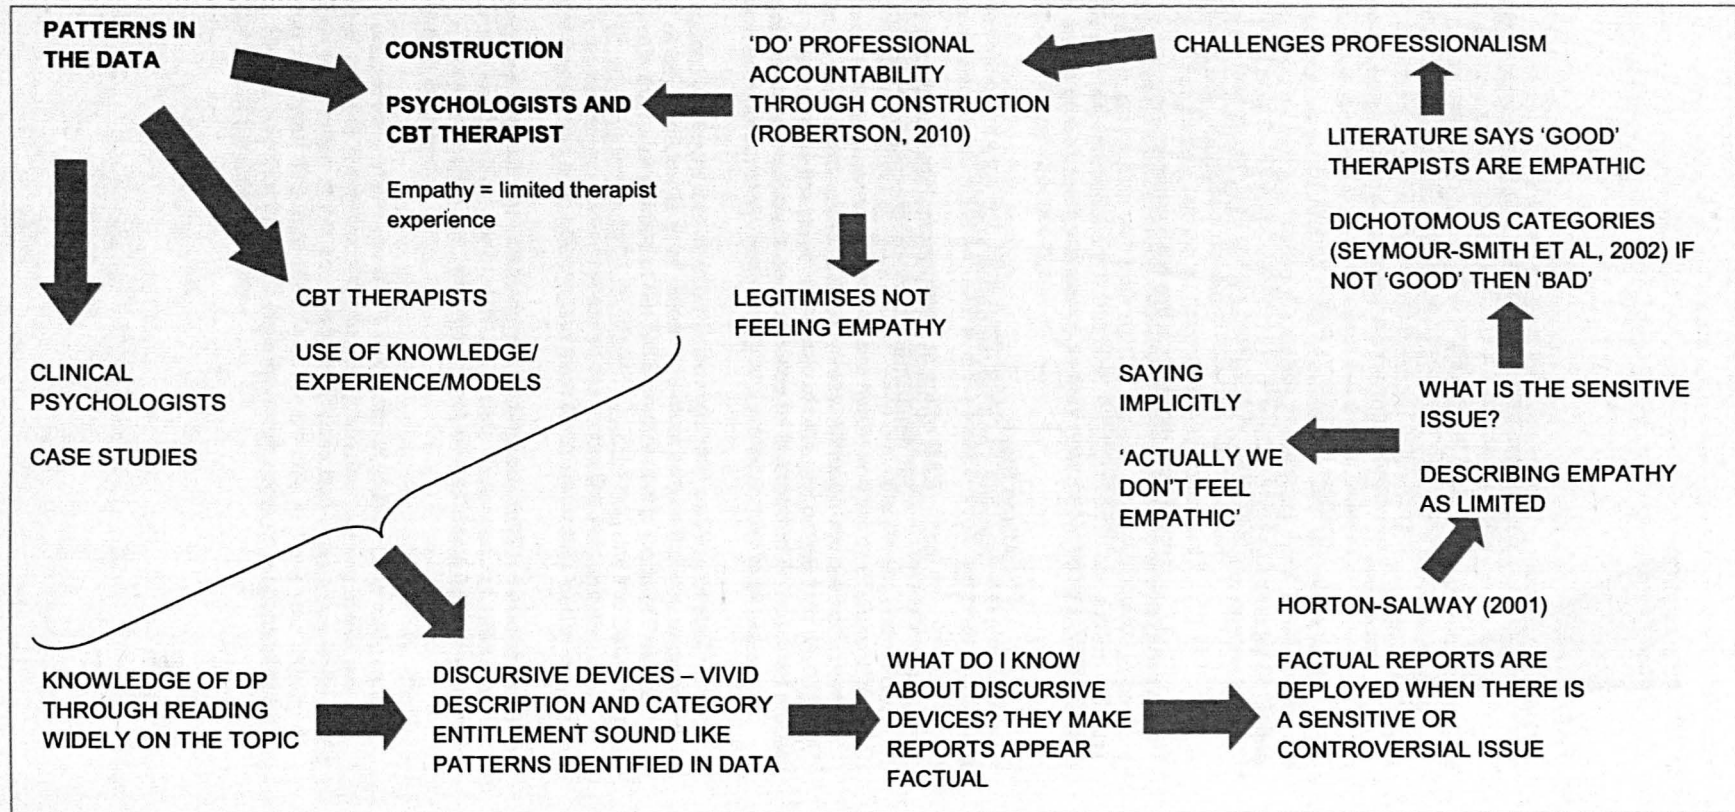 PATTERNS IN
THE DATA
CONSTRUCTION
PSYCHOLOGISTS AND
CBT THERAPIST
Empathy = limited therapist
experience
‘DO’ PROFESSIONAL
ACCOUNTABILITY
THROUGH CONSTRUCTION
(ROBERTSON, 2010)
CHALLENGES PROFESSIONALISM
LITERATURE SAYS ‘GOOD’
THERAPISTS ARE EMPATHIC
DICHOTOMOUS CATEGORIES
(SEYMOUR-SMITH ET AL, 2002) IF
NOT ‘GOOD’ THEN ‘BAD’
CBT THERAPISTS
USE OF KNOWLEDGE/
EXPERIENCE/MODELS
LEGITIMISES NOT
FEELING EMPATHY
CLINICAL
PSYCHOLOGISTS
CASE STUDIES
SAYING
IMPLICITLY
‘ACTUALLY WE
DON’T FEEL
EMPATHIC’
WHAT IS THE SENSITIVE
ISSUE?
DESCRIBING EMPATHY
AS LIMITED
HORTON-SALWAY (2001)
KNOWLEDGE OF DP
THROUGH READING
WIDELY ON THE TOPIC
DISCURSIVE DEVICES – VIVID
DESCRIPTION AND CATEGORY
ENTITLEMENT SOUND LIKE
PATTERNS IDENTIFIED IN DATA
WHAT DO I KNOW
ABOUT DISCURSIVE
DEVICES? THEY MAKE
REPORTS APPEAR
FACTUAL
FACTUAL REPORTS ARE
DEPLOYED WHEN THERE IS
A SENSITIVE OR
CONTROVERSIAL ISSUE